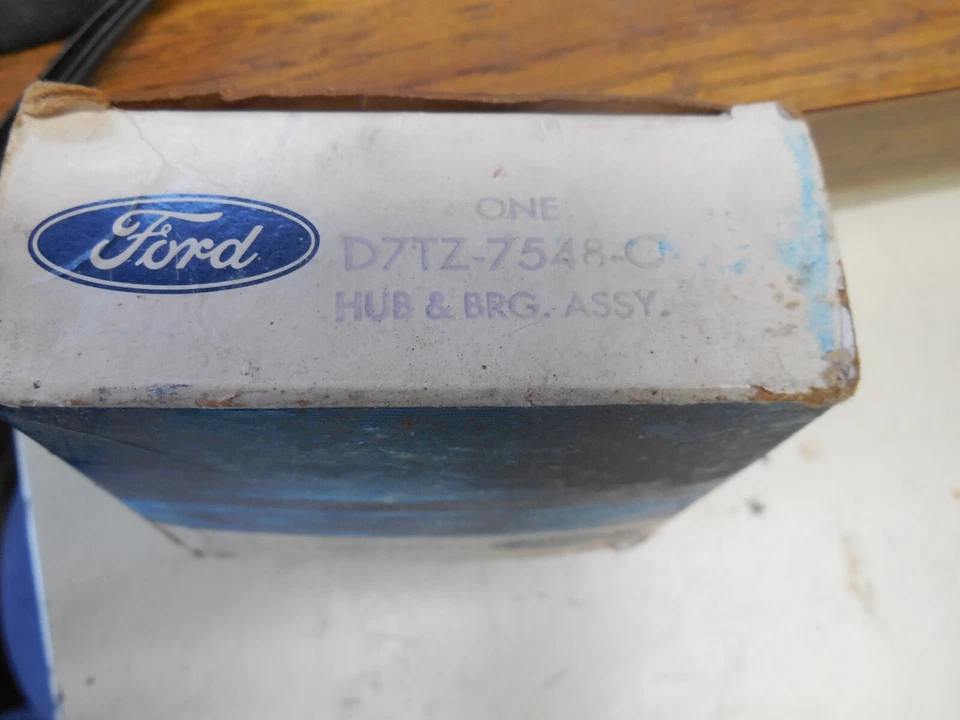 Ford
ONE
D7TZ-7548-C
HUB & BRG. ASSY.